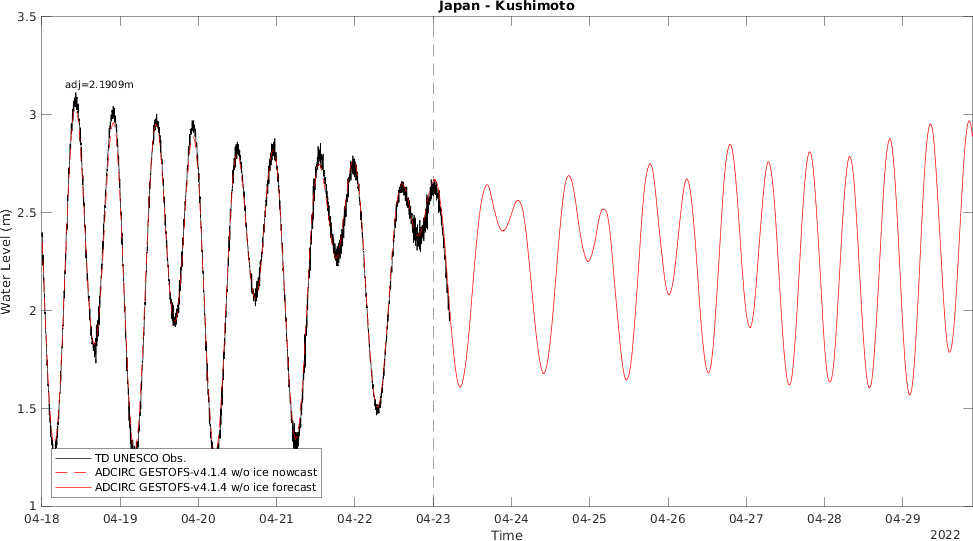 Japan - Kushimoto
3.5
3
2.5
2
1.5
1
Water Level (m)
adj=2.1909m
TD UNESCO Obs.
ADCIRC GESTOFS-v4.1.4 w/o ice nowcast
ADCIRC GESTOFS-v4.1.4 w/o ice forecast
04-18 04-19 04-20 04-21 04-22 04-23 04-24 04-25 04-26 04-27 04-28 04-29
Time
2022